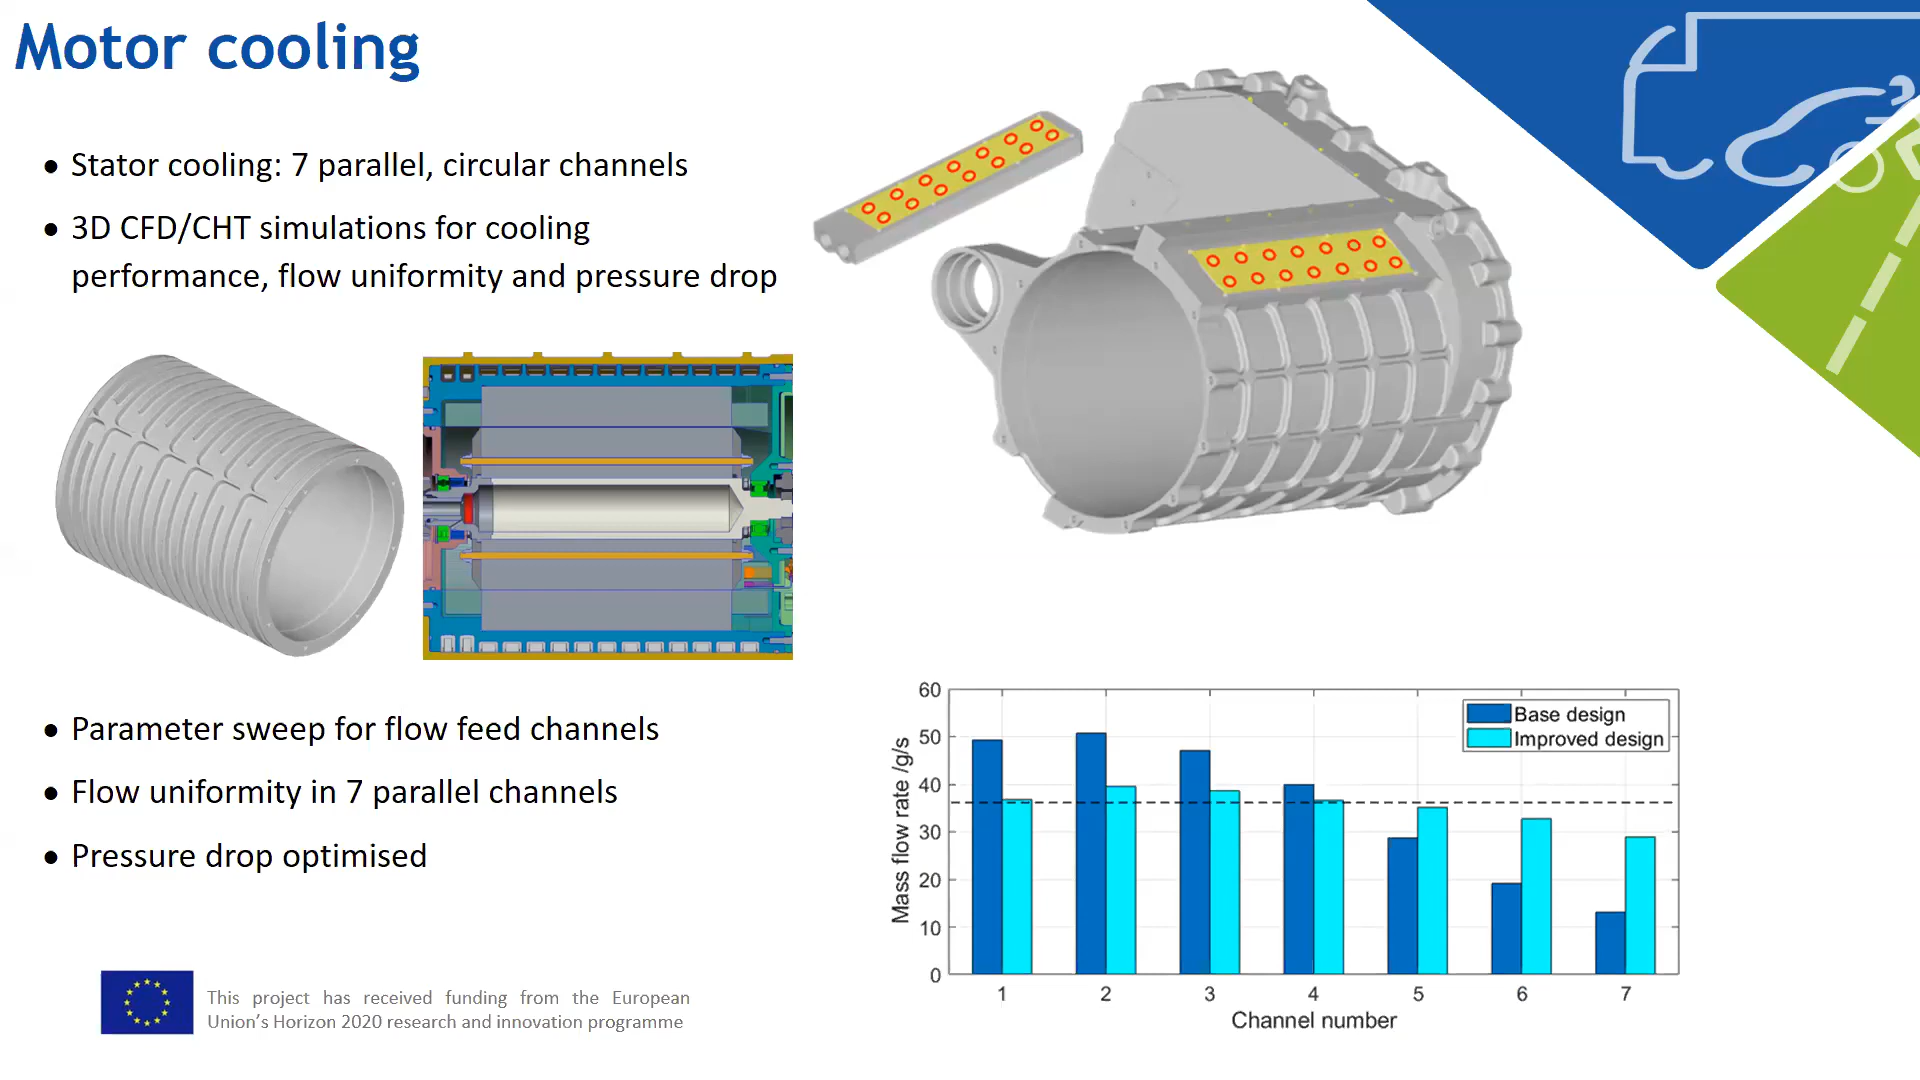 Motor cooling
● Stator cooling: 7 parallel, circular channels
● 3D CFD/CHT simulations for cooling
performance, flow uniformity and pressure drop
● Parameter sweep for flow feed channels
● Flow uniformity in 7 parallel channels
● Pressure drop optimised
This project has received funding from the European
Union's Horizon 2020 research and innovation programme
Mass flow rate /g/s
60
50
40
30
20
10
0
Base design
Improved design
1 2 3 4 5 6 7
Channel number